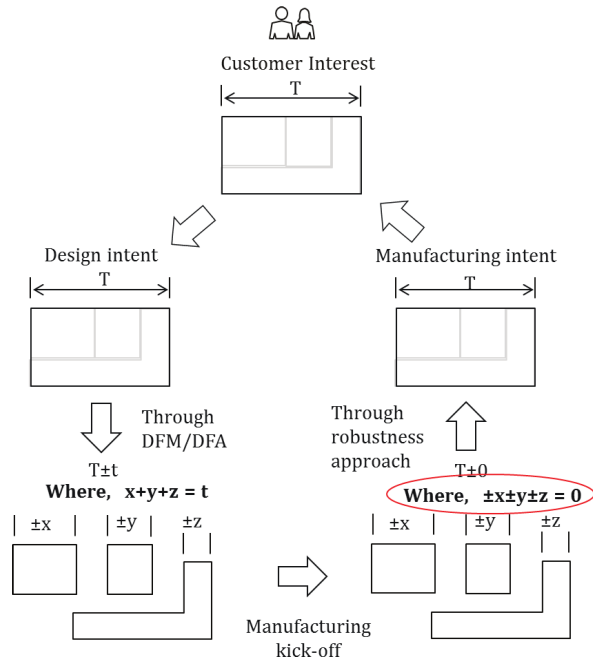 Customer Interest
T
Design intent
T
Manufacturing intent
T
Through
DFM/DFA
Through
robustness
approach
T±t
Where, x+y+z = t
T±0
Where, ±x±y±z = 0
±x
±y
±z
±x
±y
±z
Manufacturing
kick-off